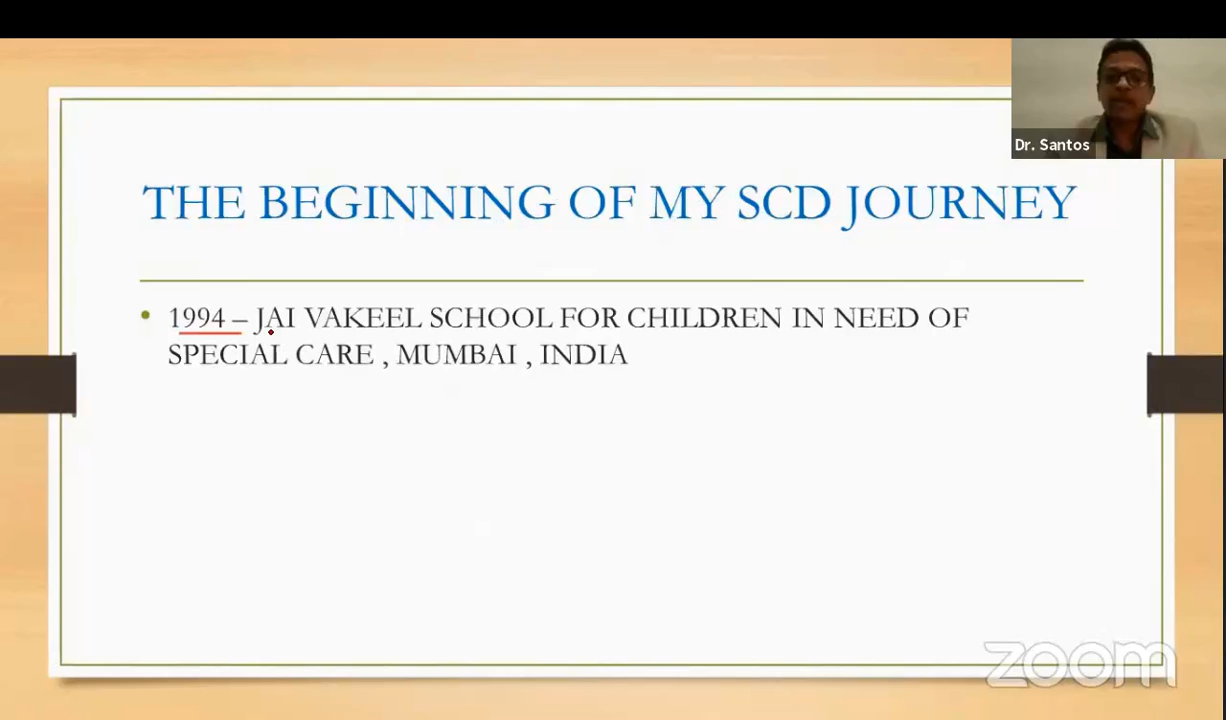 Dr. Santos
THE BEGINNING OF MY SCD JOURNEY
• 1994 – JAI VAKEEL SCHOOL FOR CHILDREN IN NEED OF
SPECIAL CARE , MUMBAI , INDIA
zoom